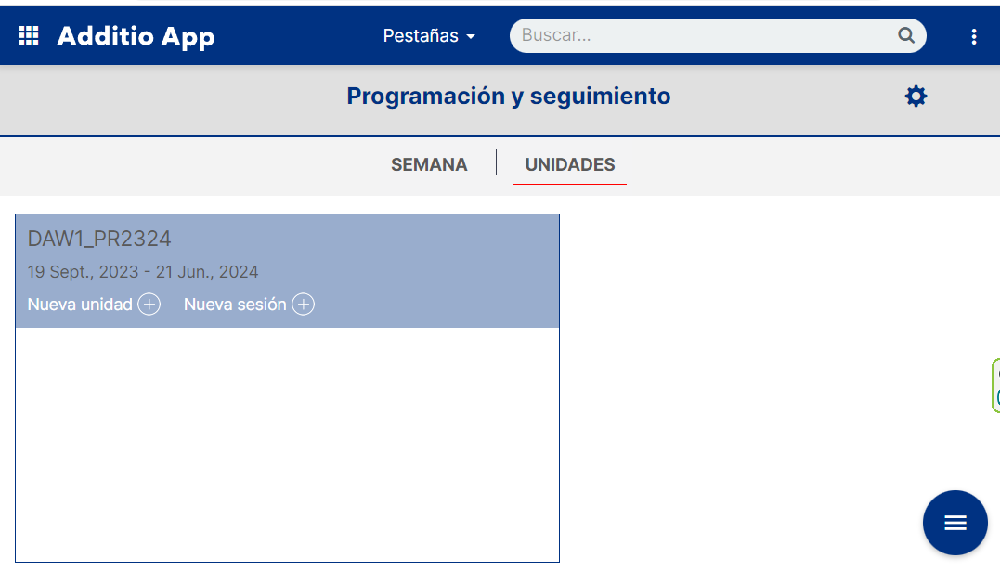 Additio App
Pestañas
Buscar...
Programación y seguimiento
SEMANA
UNIDADES
DAW1_PR2324
19 Sept., 2023 - 21 Jun., 2024
Nueva unidad
Nueva sesión